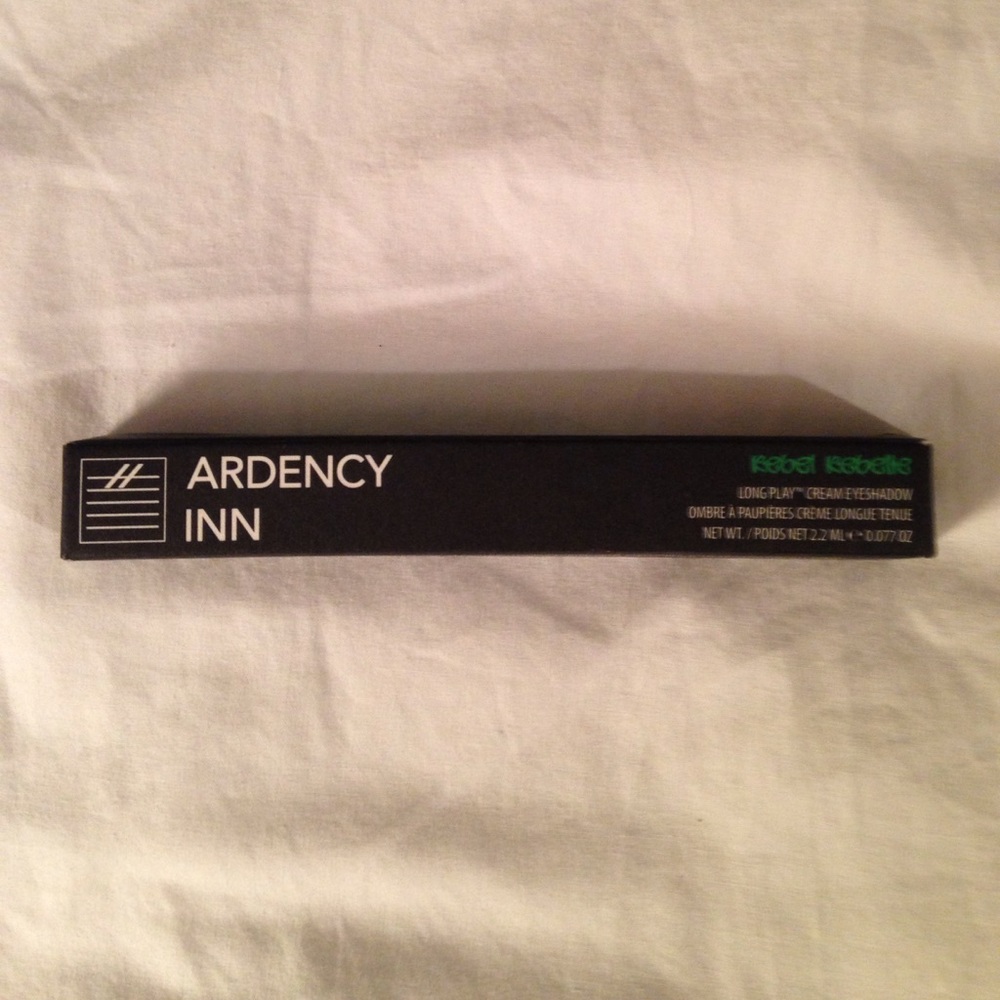 ARDENCY
INN
LONG PLAY™ CREAM EYESHADOW
OMBRE À PAUPIÈRES CRÈME LONGUE TENUE
NET WT. / POIDS NET 2.2 ML ℮ 0.077 OZ